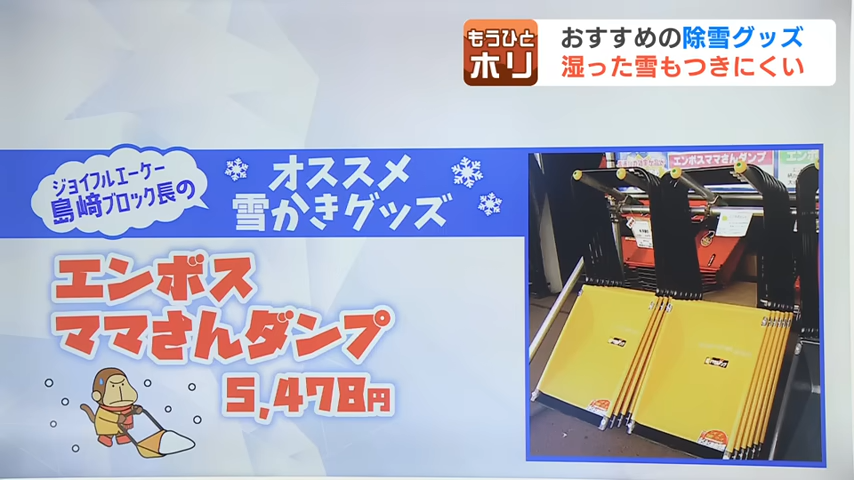 もうひと
ホリ
おすすめの除雪グッズ
湿った雪もつきにくい
ジョイフルエーケー
島崎ブロック長の
オススメ
雪かきグッズ
エンボス
ママさんダンプ
5,478円
エンボスママさんダンプ
エンボ